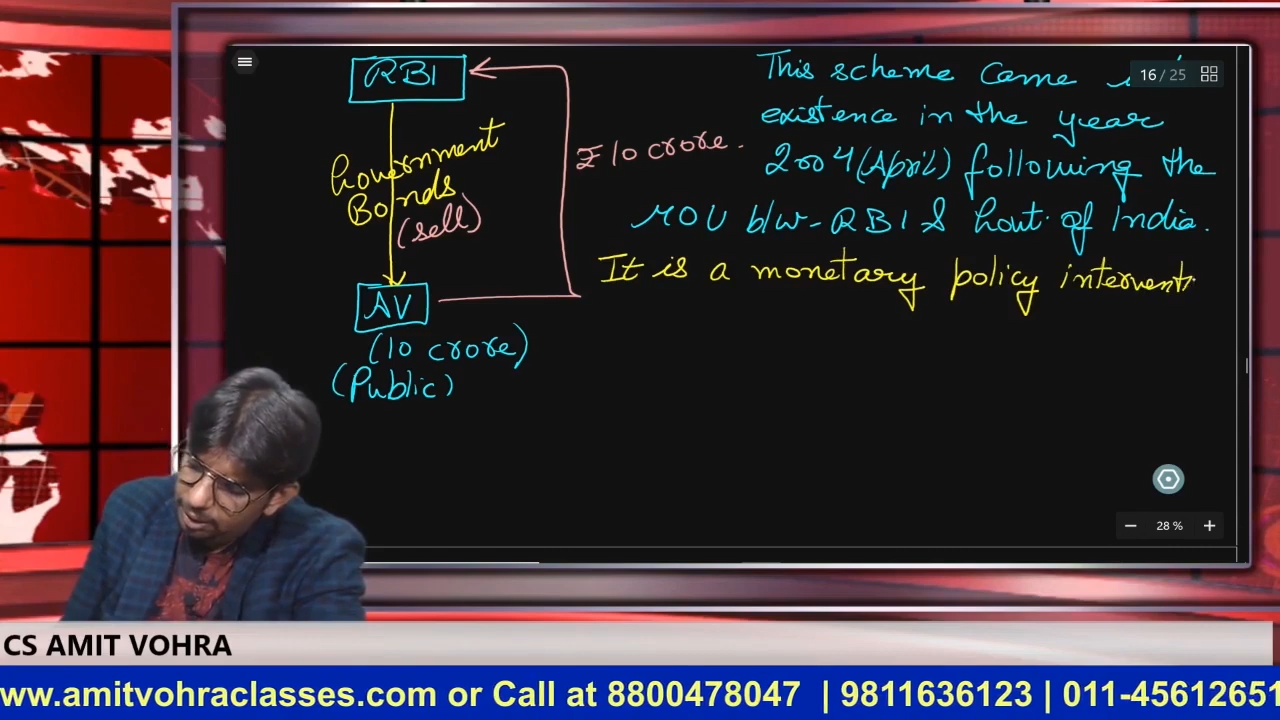 RBI
Government
Bonds
(sell)
AV
(10 crore)
(Public)
₹10 crore.
This scheme came
existence in the year
2004 (April) following the
MOU b/w- RBI & Govt. of India.
It is a monetary policy interventi
16 / 25
28 %
CS AMIT VOHRA
ww.amitvohraclasses.com or Call at 8800478047 | 9811636123 | 011-45612651